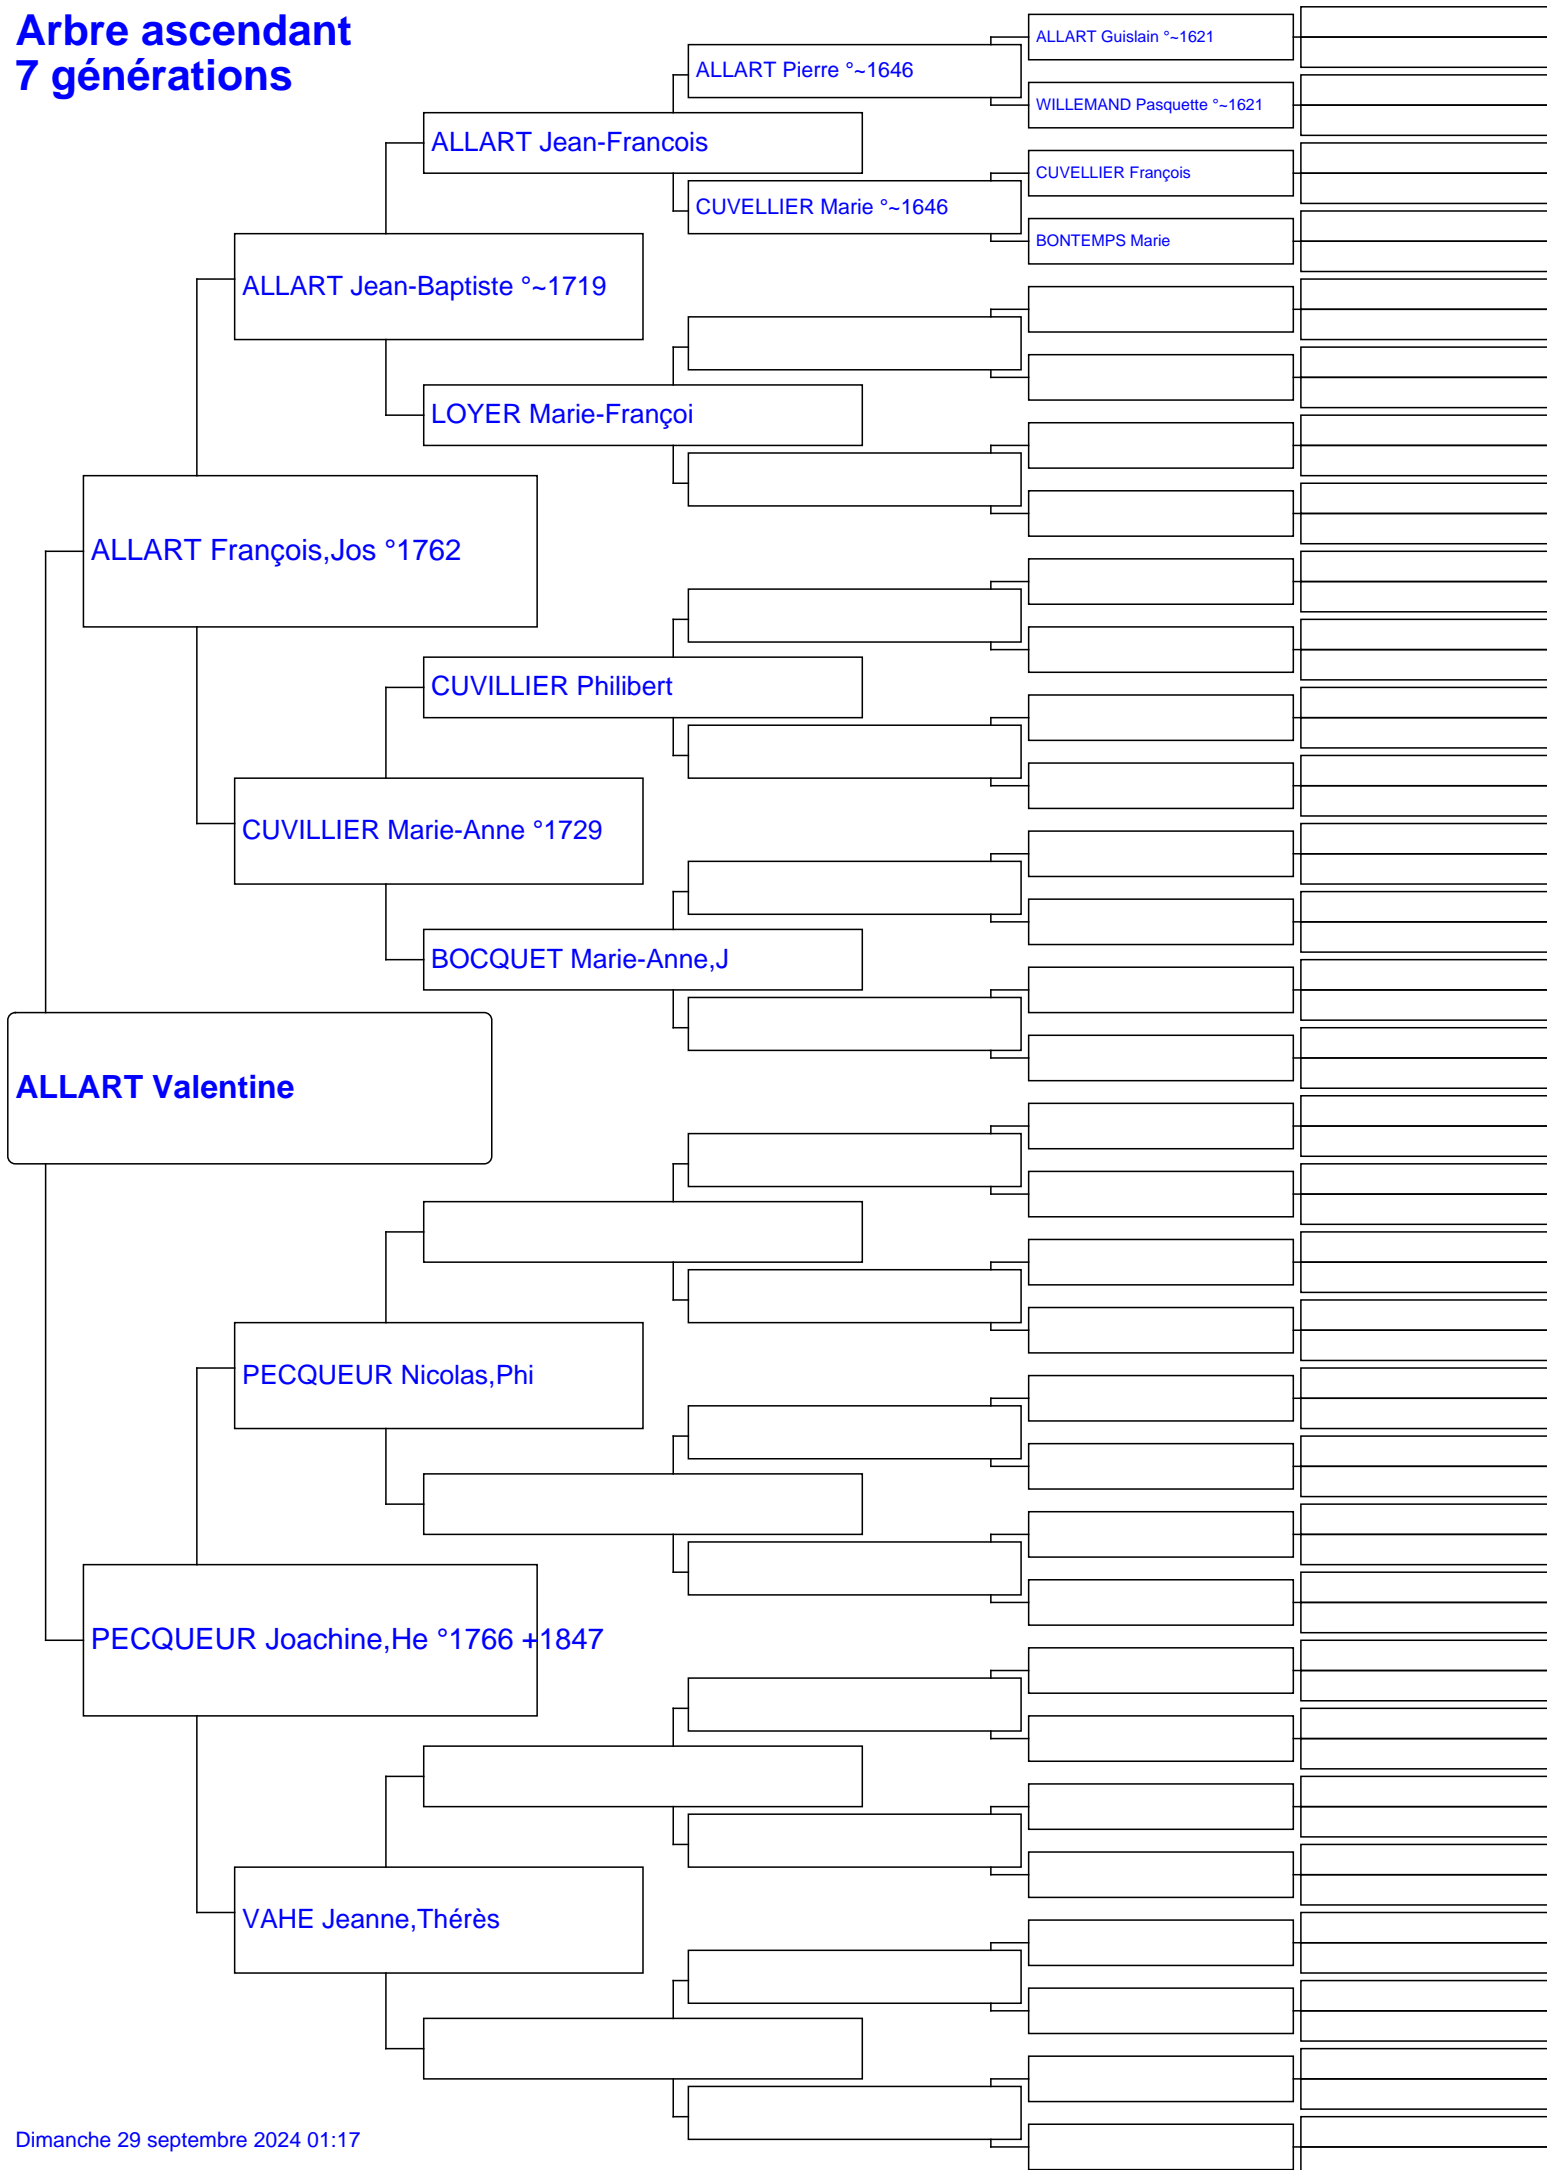 Arbre ascendant
7 générations
ALLART Guislain °~1621
ALLART Pierre °~1646
WILLEMAND Pasquette °~1621
ALLART Jean-Francois
CUVELLIER François
CUVELLIER Marie °~1646
BONTEMPS Marie
ALLART Jean-Baptiste °~1719
LOYER Marie-Françoi
ALLART François,Jos °1762
CUVILLIER Philibert
CUVILLIER Marie-Anne °1729
BOCQUET Marie-Anne,J
ALLART Valentine
PECQUEUR Nicolas,Phi
PECQUEUR Joachine,He °1766 +1847
VAHE Jeanne,Thérès
Dimanche 29 septembre 2024 01:17